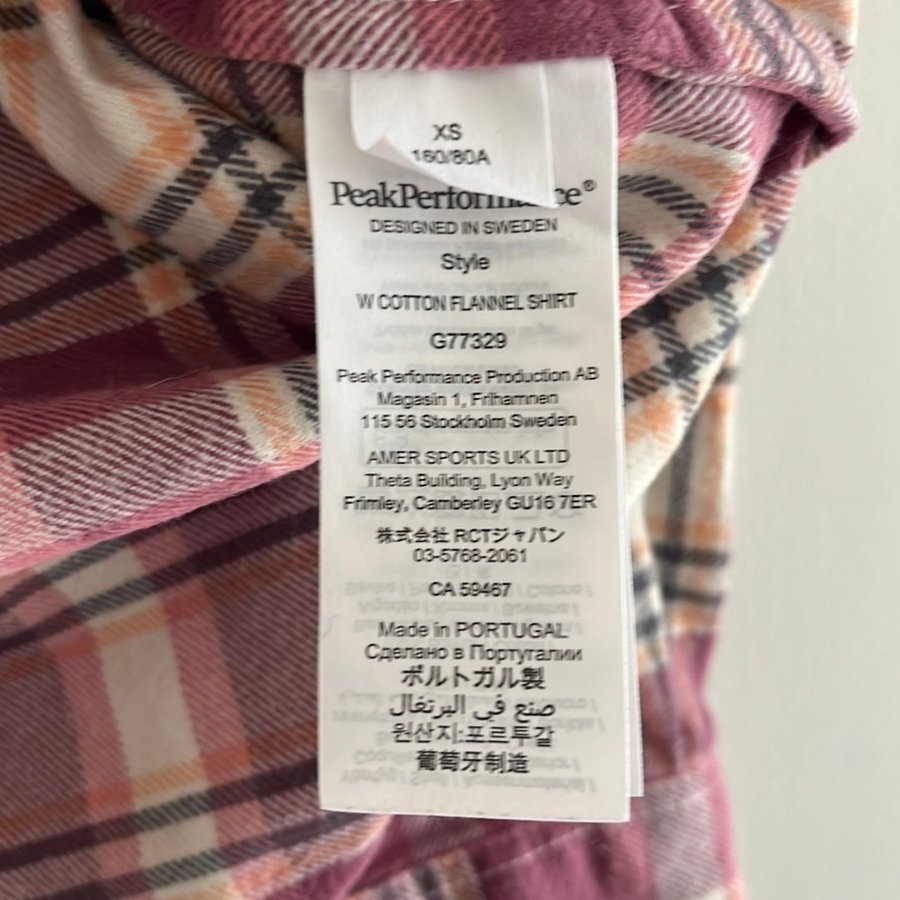 XS
160/80A
PeakPerformance®
DESIGNED IN SWEDEN
Style
W COTTON FLANNEL SHIRT
G77329
Peak Performance Production AB
Magasin 1, Frihamnen
115 56 Stockholm Sweden
AMER SPORTS UK LTD
Theta Building, Lyon Way
Frimley, Camberley GU16 7ER
株式会社 RCTジャパン
03-5768-2061
CA 59467
Made in PORTUGAL
Сделано в Португалии
ポルトガル製
صنع في البرتغال
원산지:포르투갈
葡萄牙制造